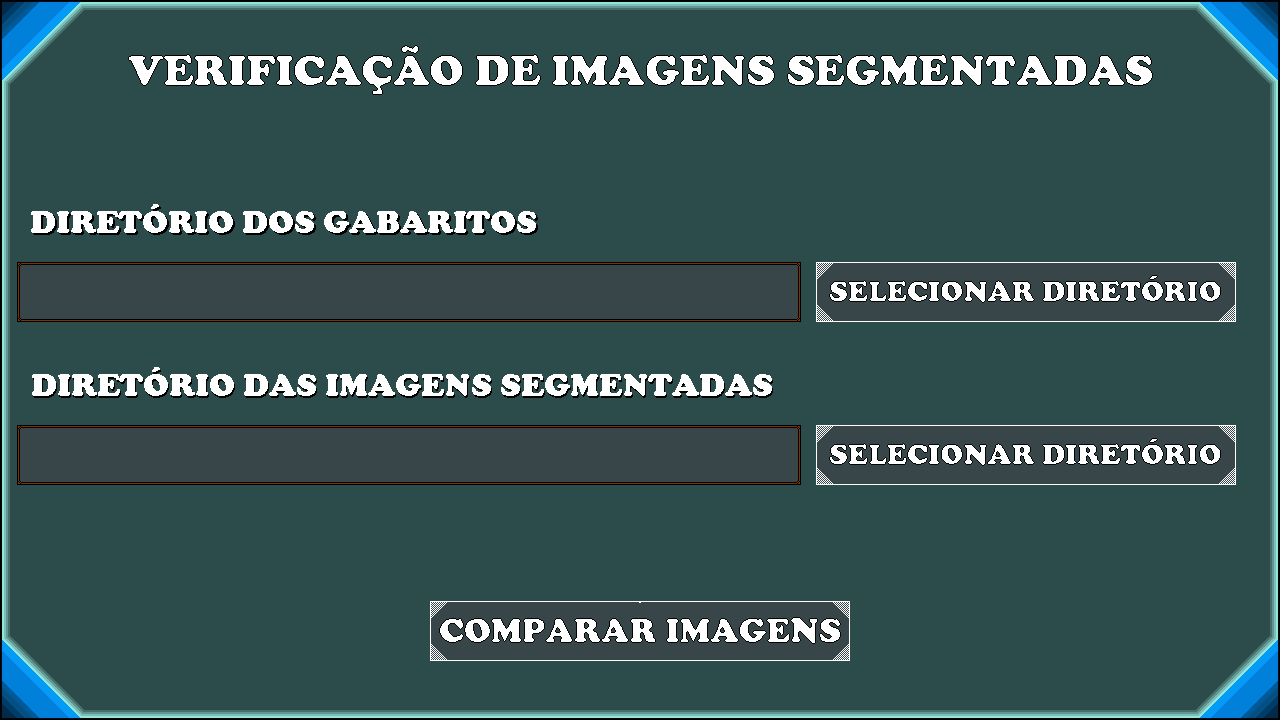 VERIFICAÇÃO DE IMAGENS SEGMENTADAS
DIRETÓRIO DOS GABARITOS
SELECIONAR DIRETÓRIO
DIRETÓRIO DAS IMAGENS SEGMENTADAS
SELECIONAR DIRETÓRIO
COMPARAR IMAGENS